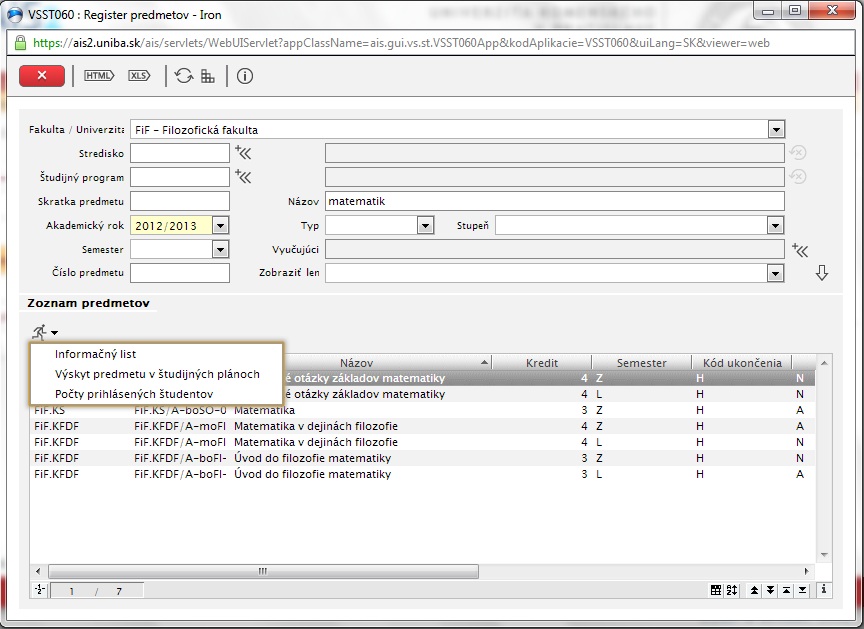 VSST060 : Register predmetov - Iron
https://ais2.uniba.sk/ais/servlets/WebUIServlet?appClassName=ais.gui.vs.st.VSST060App&kodAplikacie=VSST060&uiLang=SK&viewer=web
HTML XLS
Fakulta / Univerzita FiF – Filozofická fakulta
Stredisko
Študijný program
Skratka predmetu Názov matematik
Akademický rok 2012/2013 Typ Stupeň
Semester Vyučujúci
Číslo predmetu Zobraziť len
Zoznam predmetov
Informačný list
Výskyt predmetu v študijných plánoch
Počty prihlásených študentov
Názov Kredit Semester Kód ukončenia
é otázky základov matematiky 4 Z H N
é otázky základov matematiky 4 L H N
FiF.KS FiF.KS/A-boSO-0 Matematika 3 Z H A
FiF.KFDF FiF.KFDF/A-moFI Matematika v dejinách filozofie 4 Z H A
FiF.KFDF FiF.KFDF/A-moFI Matematika v dejinách filozofie 4 L H N
FiF.KFDF FiF.KFDF/A-boFI- Úvod do filozofie matematiky 3 Z H N
FiF.KFDF FiF.KFDF/A-boFI- Úvod do filozofie matematiky 3 L H A
1 / 7